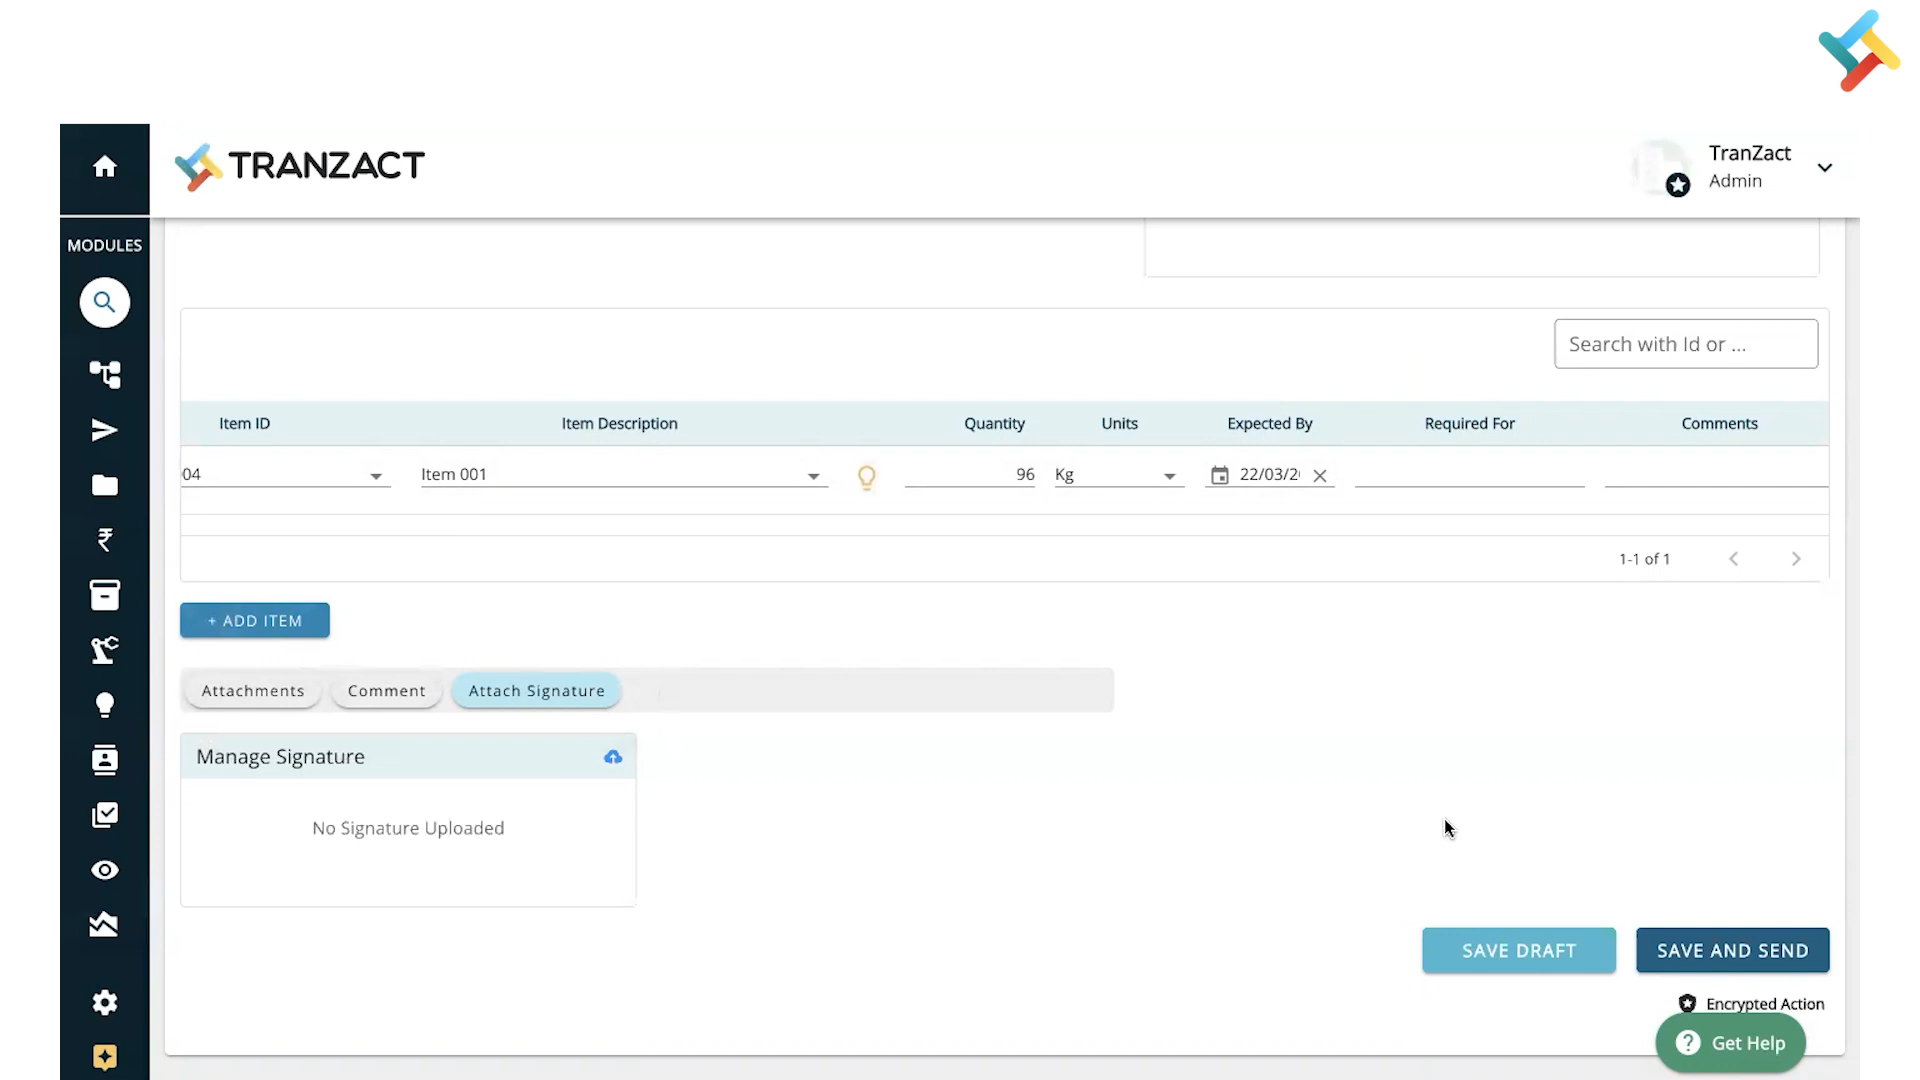 TRANZACT
TranZact
Admin
MODULES
Search with Id or ...
Item ID Item Description Quantity Units Expected By Required For Comments
04 Item 001 96 Kg 22/03/2
1-1 of 1
+ ADD ITEM
Attachments Comment Attach Signature
Manage Signature
No Signature Uploaded
SAVE DRAFT SAVE AND SEND
Encrypted Action
? Get Help